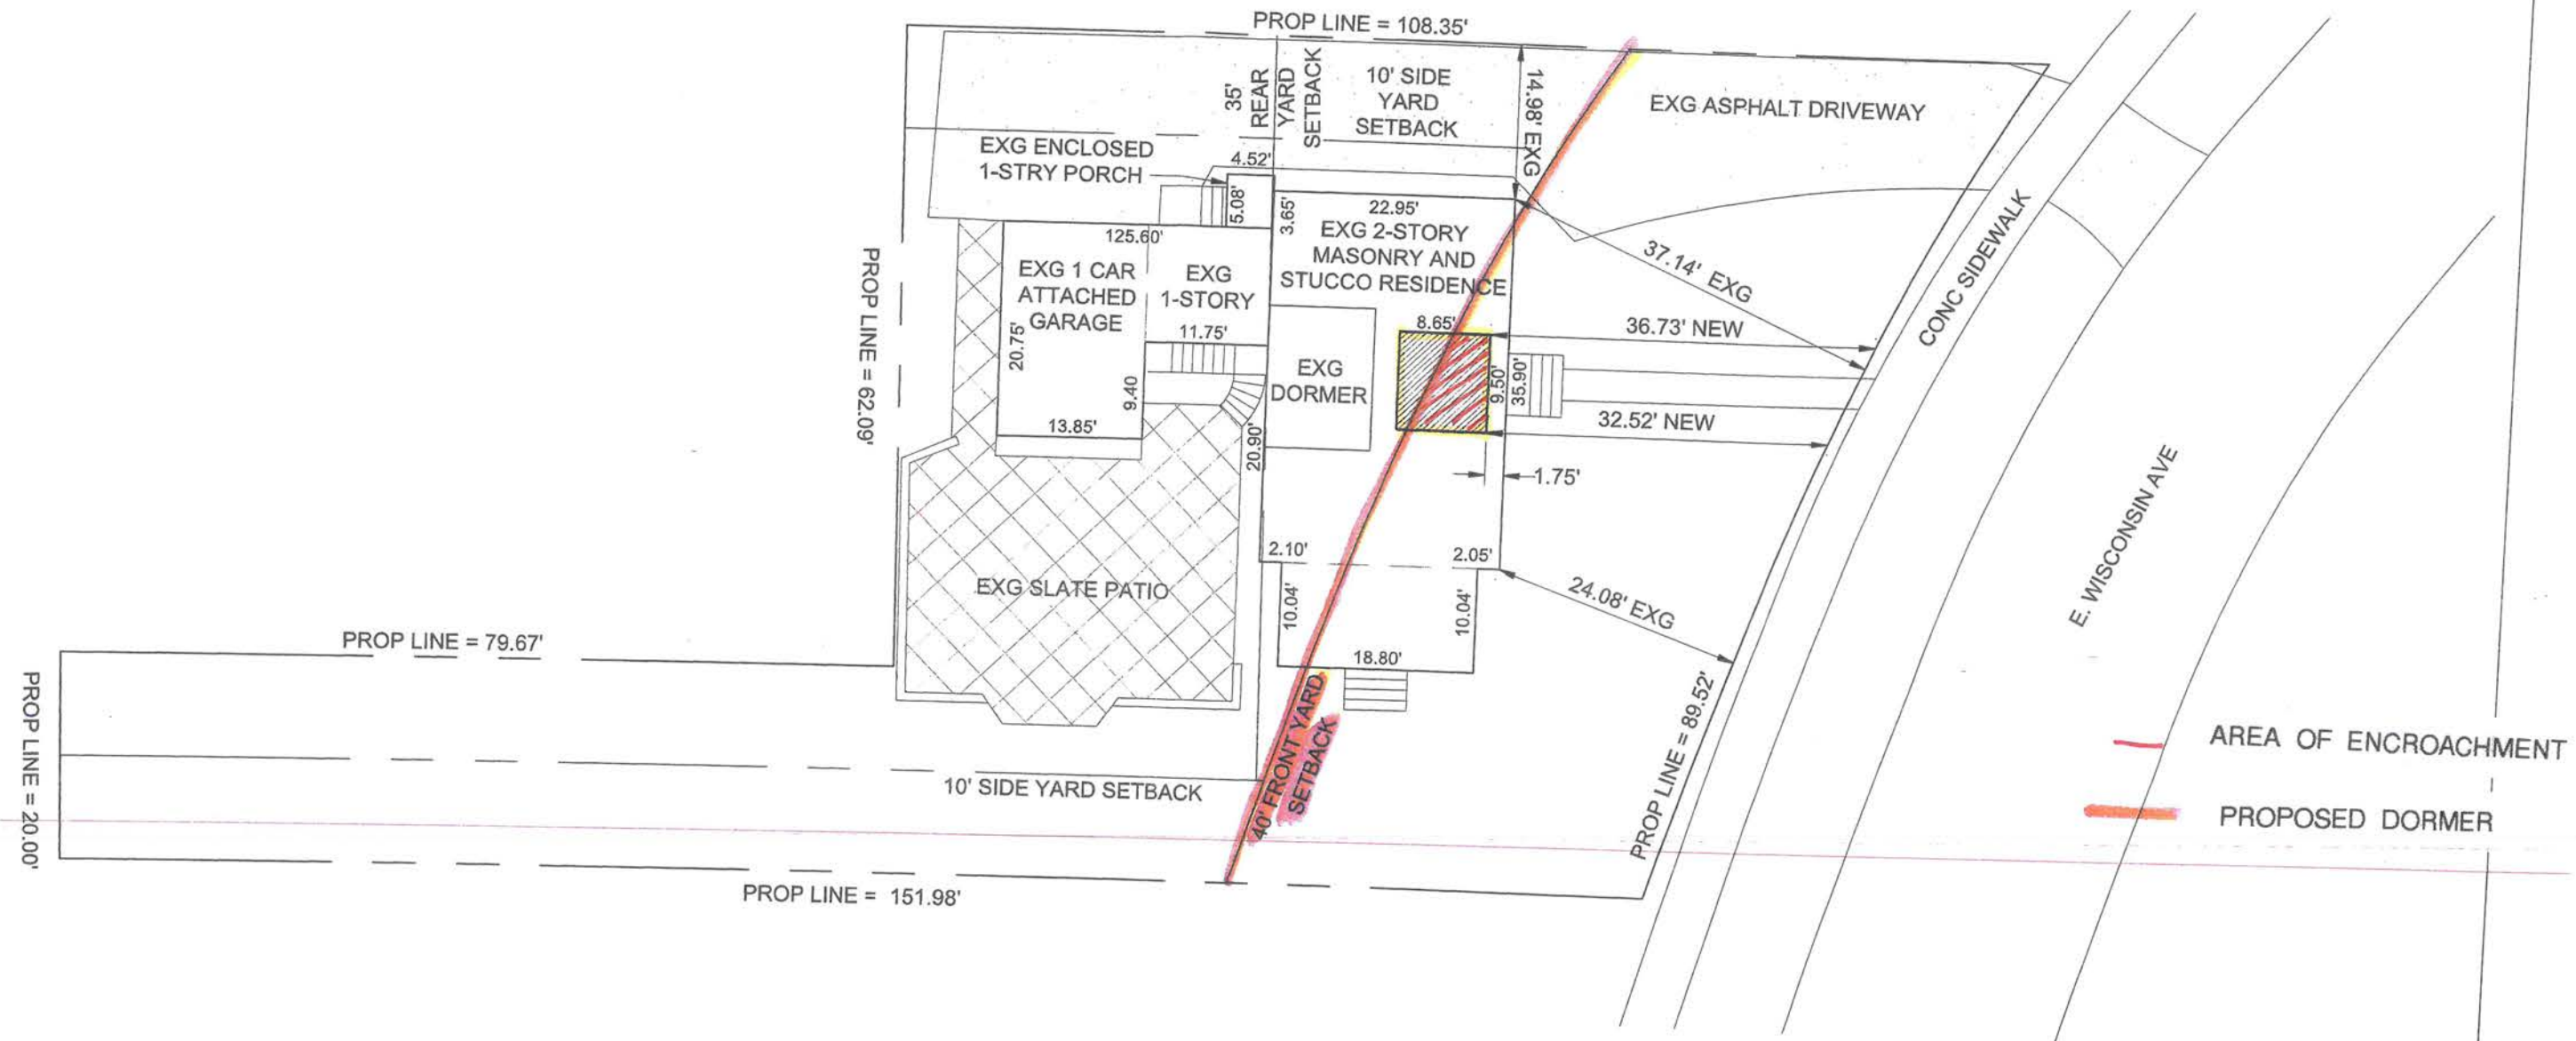 PROP LINE = 108.35'
35'
REAR
YARD
SETBACK
10' SIDE
YARD
SETBACK
14.98' EXG
EXG ASPHALT DRIVEWAY
EXG ENCLOSED
1-STRY PORCH
4.52'
5.08'
3.65'
22.95'
EXG 2-STORY
MASONRY AND
STUCCO RESIDENCE
125.60'
EXG 1 CAR
ATTACHED
GARAGE
EXG
1-STORY
20.75'
11.75'
9.40
13.85'
PROP LINE = 62.09'
37.14' EXG
CONC SIDEWALK
8.65'
36.73' NEW
EXG
DORMER
9.50'
35.90'
32.52' NEW
20.90'
1.75'
E. WISCONSIN AVE
2.10'
2.05'
EXG SLATE PATIO
10.04'
10.04'
24.08' EXG
18.80'
PROP LINE = 79.67'
PROP LINE = 20.00'
40' FRONT YARD
SETBACK
PROP LINE = 89.52'
10' SIDE YARD SETBACK
PROP LINE = 151.98'
AREA OF ENCROACHMENT
PROPOSED DORMER